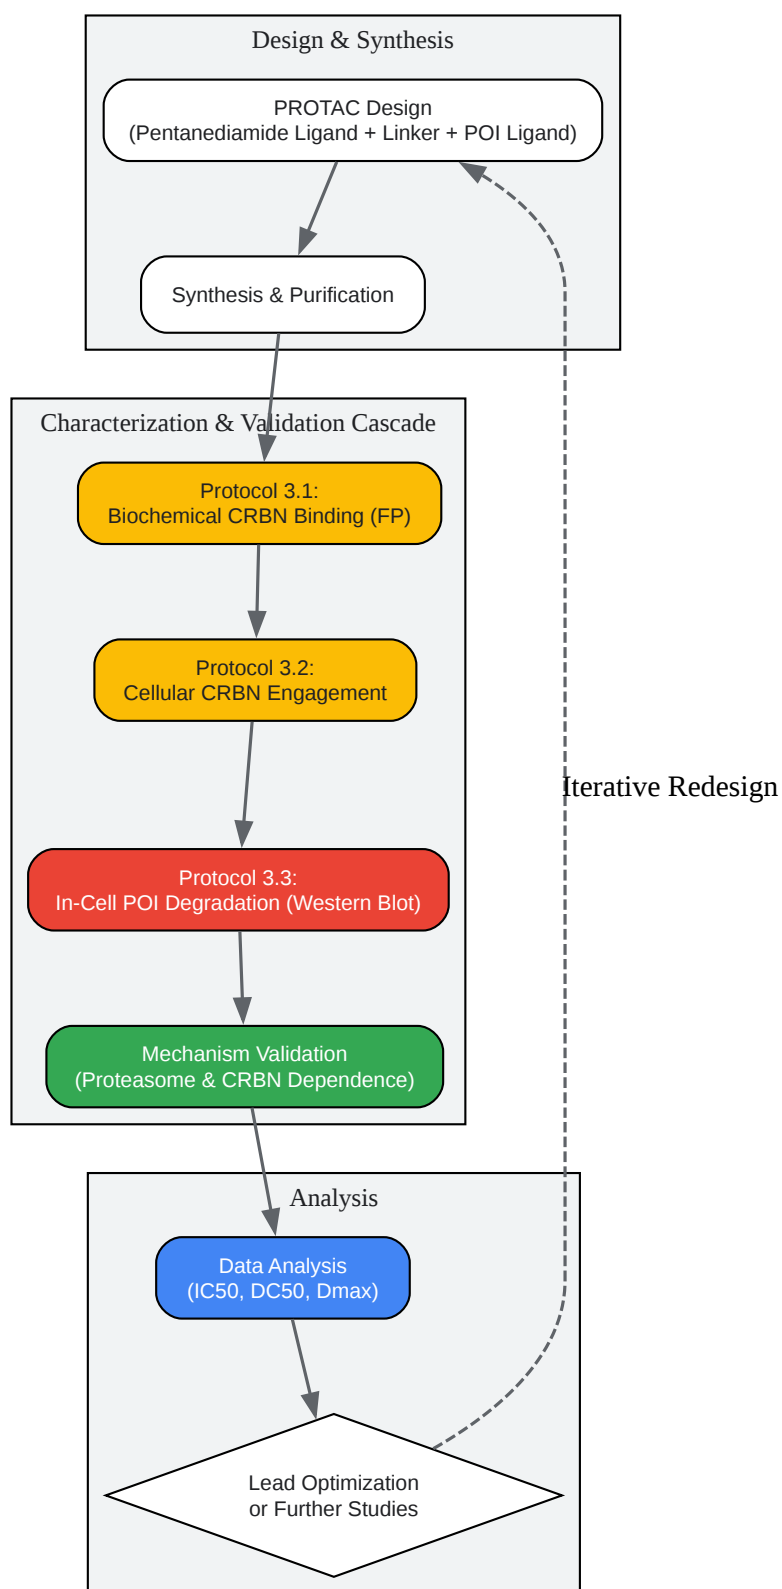 Design & Synthesis
PROTAC Design
(Pentanediamide Ligand + Linker + POI Ligand)
Synthesis & Purification
Characterization & Validation Cascade
Protocol 3.1:
Biochemical CRBN Binding (FP)
Protocol 3.2:
Cellular CRBN Engagement
Iterative Redesign
Protocol 3.3:
In-Cell POI Degradation (Western Blot)
Mechanism Validation
(Proteasome & CRBN Dependence)
Analysis
Data Analysis
(IC50, DC50, Dmax)
Lead Optimization
or Further Studies